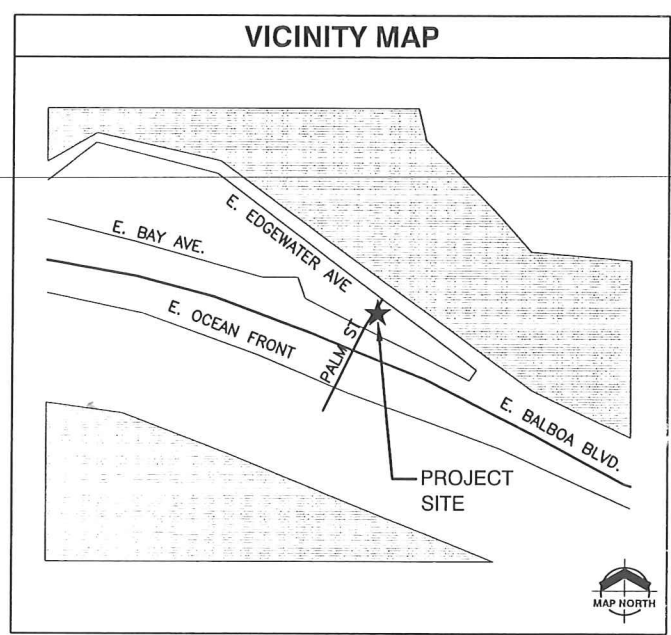 VICINITY MAP
E. EDGEWATER AVE
E. BAY AVE.
E. OCEAN FRONT
PALM ST
E. BALBOA BLVD.
PROJECT
SITE
MAP NORTH